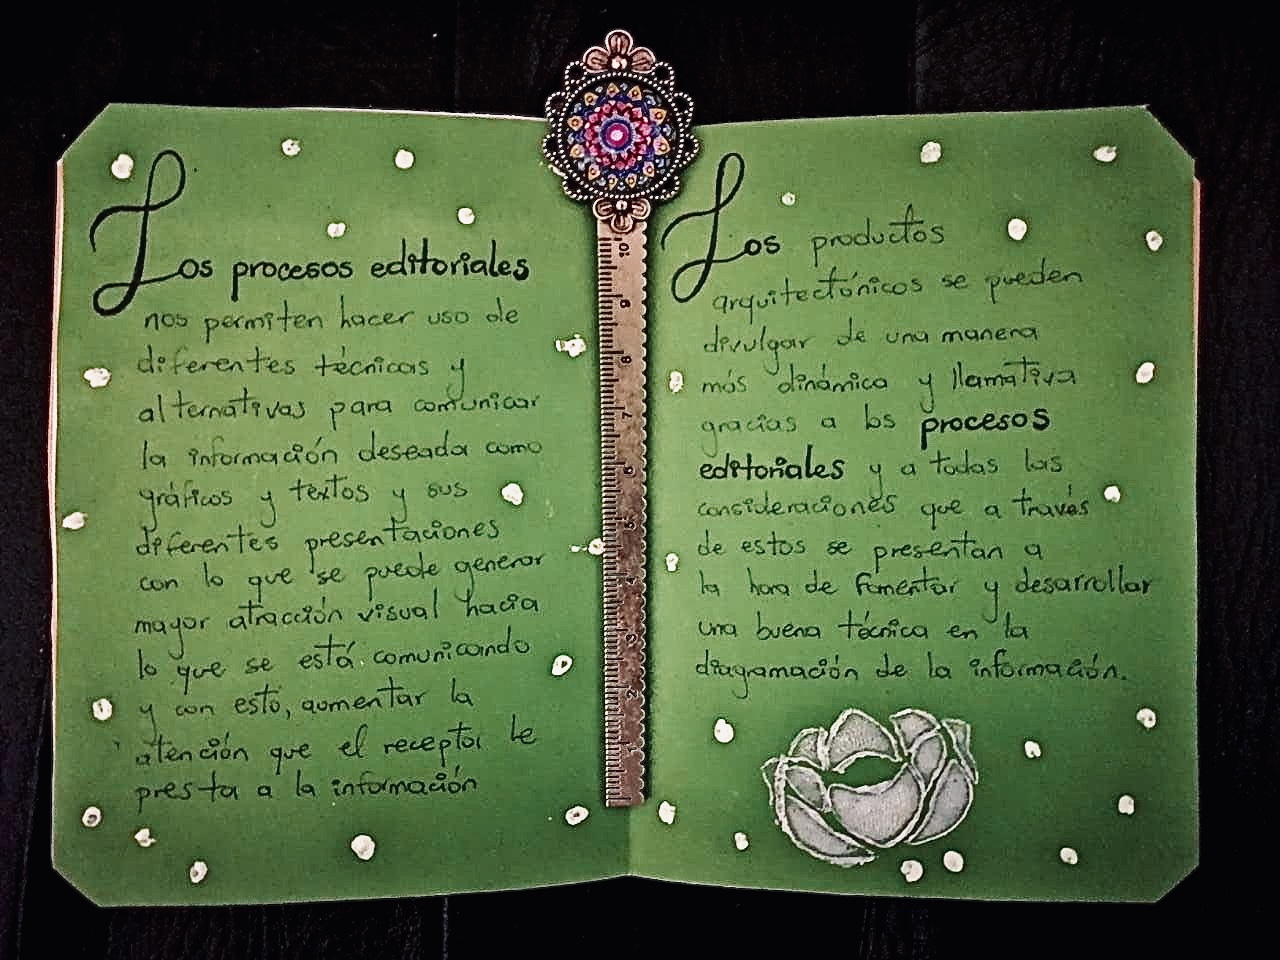 Los procesos editoriales
nos permiten hacer uso de
diferentes técnicas y
alternativas para comunicar
la información deseada como
gráficos y textos y sus
diferentes presentaciones
con lo que se puede generar
mayor atracción visual hacia
lo que se está comunicando
y con esto, aumentar la
atención que el receptor le
presta a la información
10
9
8
7
6
5
4
3
2
1
Los productos
arquitectónicos se pueden
divulgar de una manera
más dinámica y llamativa
gracias a los procesos
editoriales y a todas las
consideraciones que a través
de estos se presentan a
la hora de fomentar y desarrollar
una buena técnica en la
diagamación de la información.